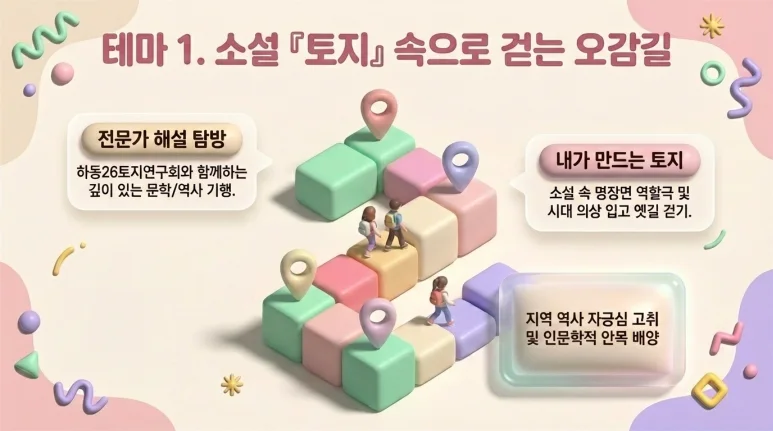 테마 1. 소설 『토지』 속으로 걷는 오감길
전문가 해설 탐방
하동26토지연구회와 함께하는
깊이 있는 문학/역사 기행.
내가 만드는 토지
소설 속 명장면 역할극 및
시대 의상 입고 옛길 걷기.
지역 역사 자긍심 고취
및 인문학적 안목 배양